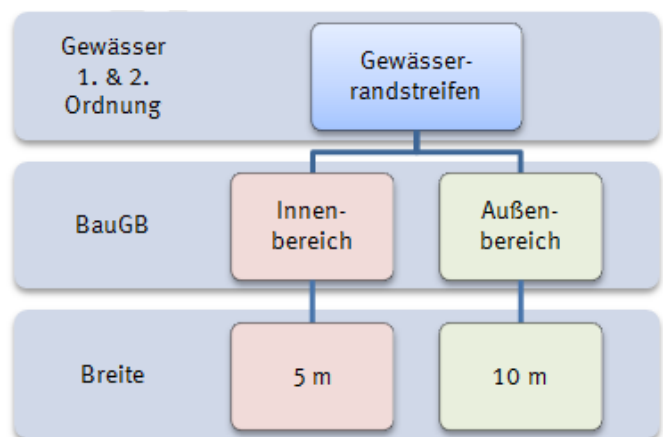 Gewässer
1. & 2.
Ordnung
Gewässer-
randstreifen
BauGB
Innen-
bereich
Außen-
bereich
Breite
5 m
10 m